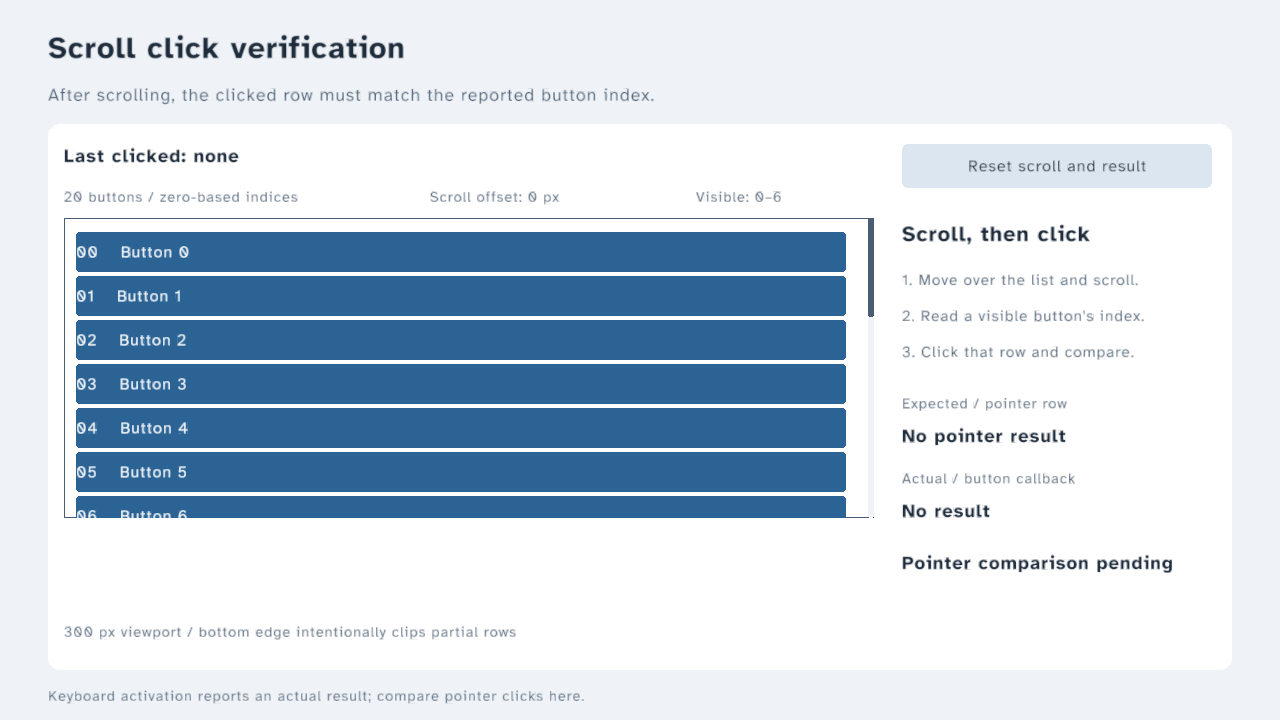 Scroll click verification
After scrolling, the clicked row must match the reported button index.
Last clicked: none
20 buttons / zero-based indices
Scroll offset: 0 px
Visible: 0–6
00 Button 0
01 Button 1
02 Button 2
03 Button 3
04 Button 4
05 Button 5
06 Button 6
300 px viewport / bottom edge intentionally clips partial rows
Reset scroll and result
Scroll, then click
1. Move over the list and scroll.
2. Read a visible button's index.
3. Click that row and compare.
Expected / pointer row
No pointer result
Actual / button callback
No result
Pointer comparison pending
Keyboard activation reports an actual result; compare pointer clicks here.